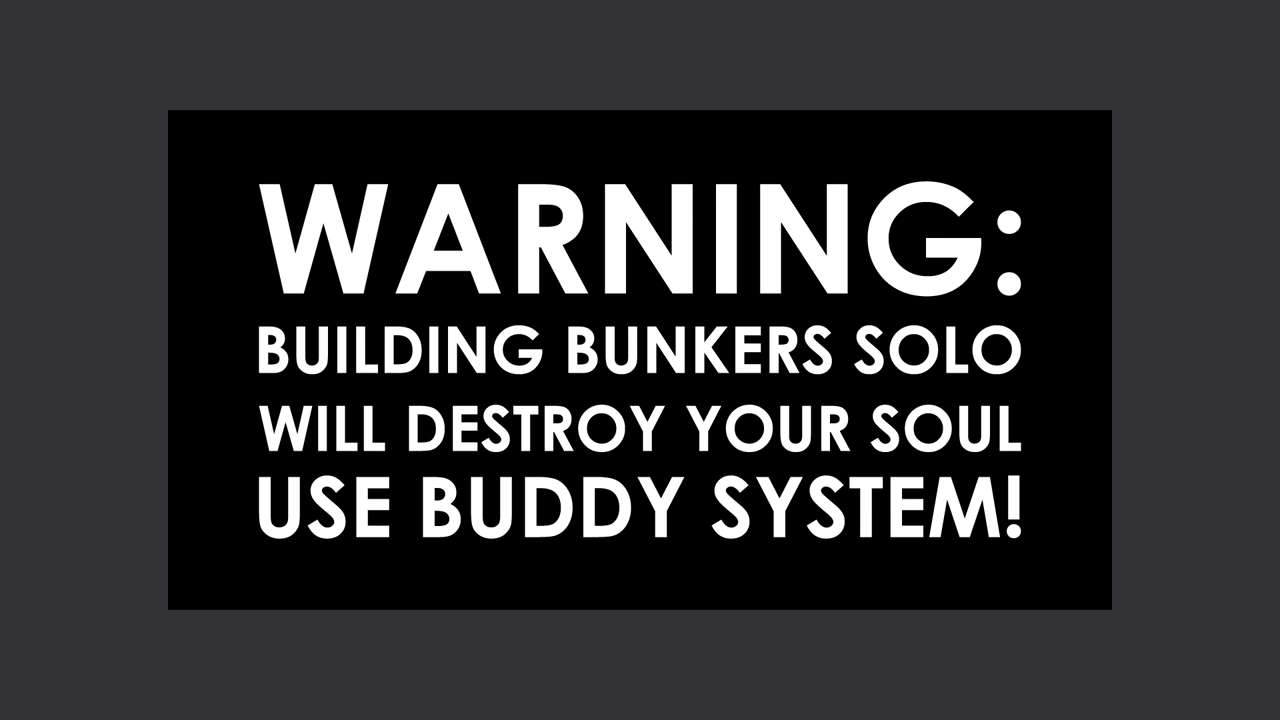 WARNING:
BUILDING BUNKERS SOLO
WILL DESTROY YOUR SOUL
USE BUDDY SYSTEM!